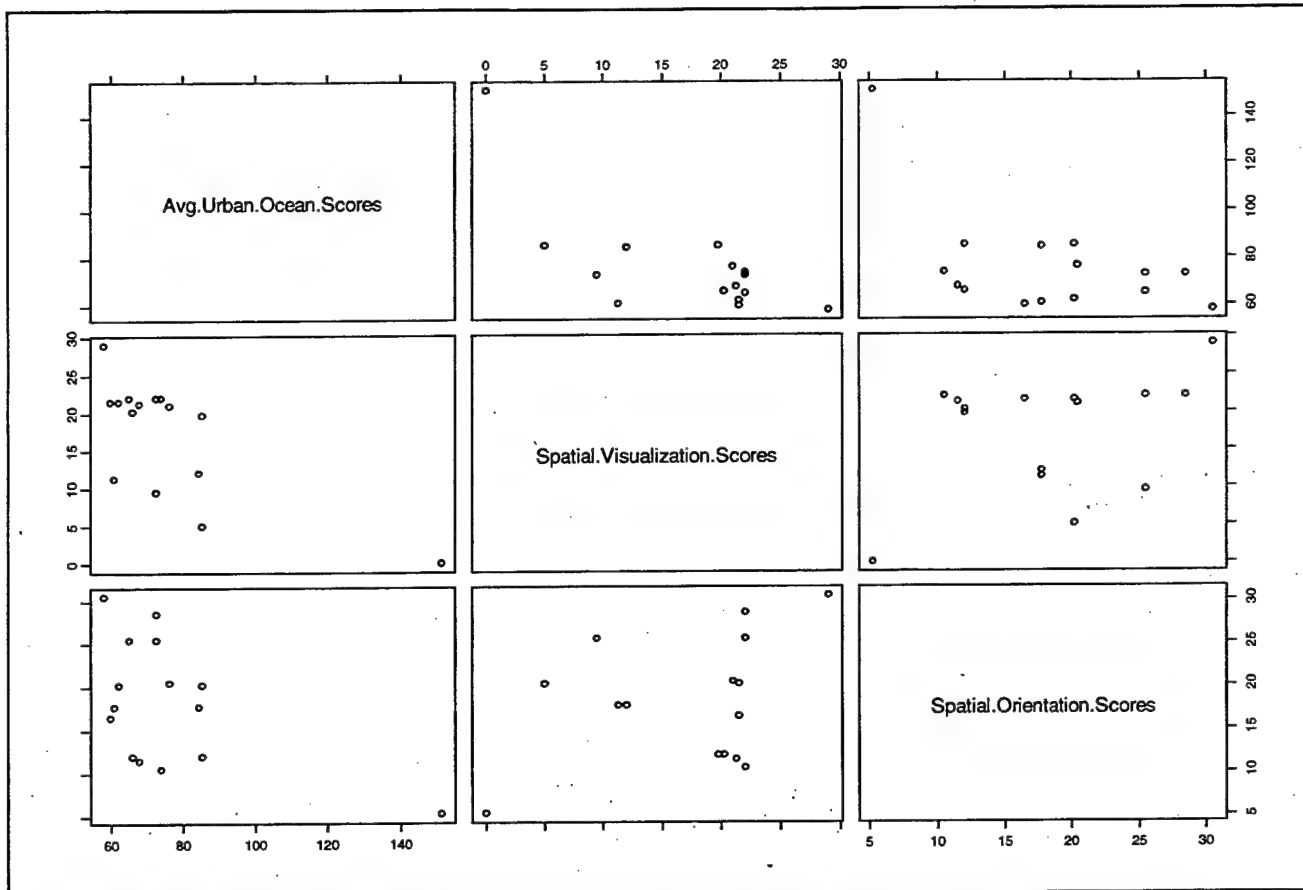 0 5 10 15 20 25 30
Avg.Urban.Ocean.Scores
60 80 100 120 140
0 5 10 15 20 25 30
Spatial.Visualization.Scores
Spatial.Orientation.Scores
5 10 15 20 25 30
60 80 100 120 140
5 10 15 20 25 30